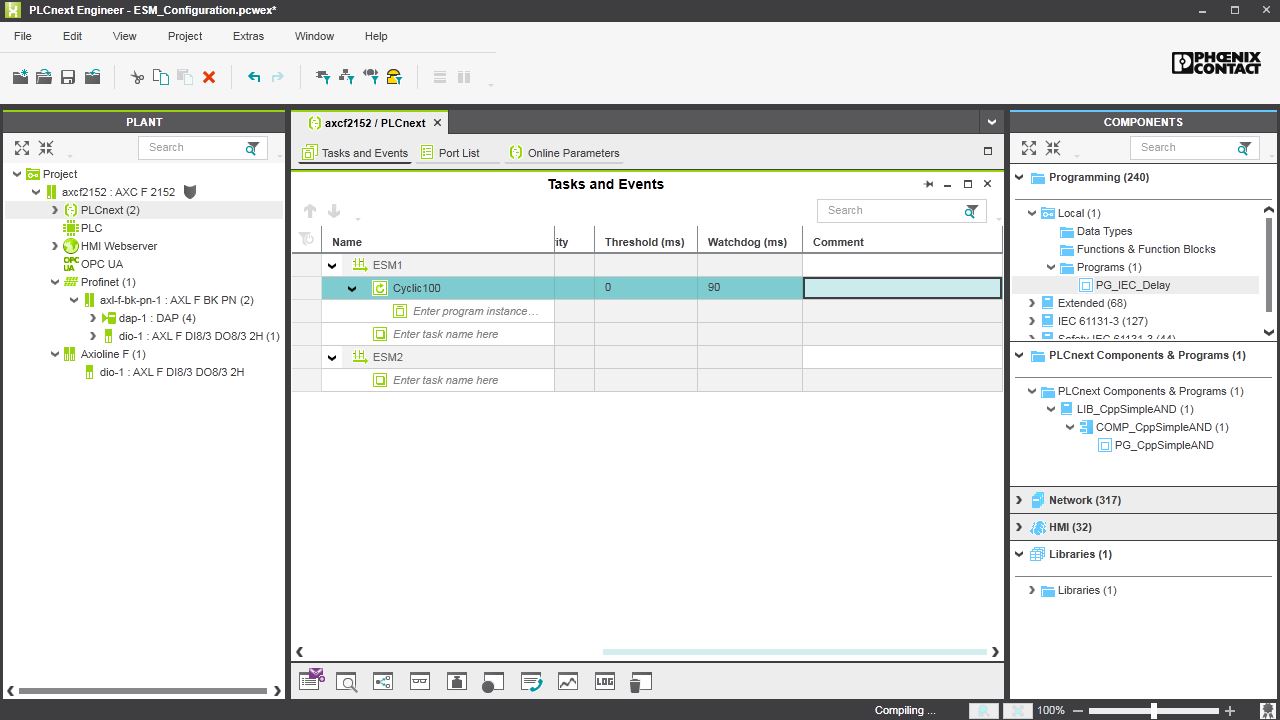 PLCnext Engineer - ESM_Configuration.pcwex*
File Edit View Project Extras Window Help
PHOENIX CONTACT
PLANT
Search
Project
axcf2152 : AXC F 2152
PLCnext (2)
PLC
HMI Webserver
OPC UA
OPC UA
Profinet (1)
axl-f-bk-pn-1 : AXL F BK PN (2)
dap-1 : DAP (4)
dio-1 : AXL F DI8/3 DO8/3 2H (1)
Axioline F (1)
dio-1 : AXL F DI8/3 DO8/3 2H
axcf2152 / PLCnext
Tasks and Events Port List Online Parameters
Tasks and Events
Search
Name ity Threshold (ms) Watchdog (ms) Comment
ESM1
Cyclic100 0 90
Enter program instance…
Enter task name here
ESM2
Enter task name here
LOG
COMPONENTS
Search
Programming (240)
Local (1)
Data Types
Functions & Function Blocks
Programs (1)
PG_IEC_Delay
Extended (68)
IEC 61131-3 (127)
Safety IEC 61131-3 (44)
PLCnext Components & Programs (1)
PLCnext Components & Programs (1)
LIB_CppSimpleAND (1)
COMP_CppSimpleAND (1)
PG_CppSimpleAND
Network (317)
HMI (32)
Libraries (1)
Libraries (1)
Compiling ... 100%